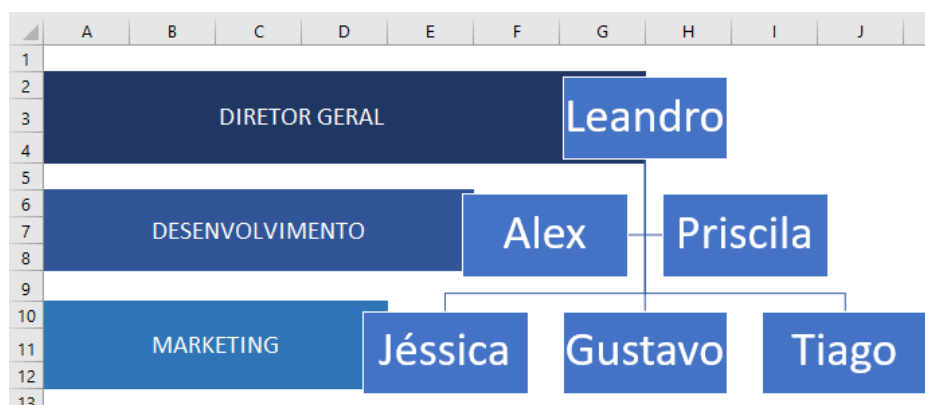 A B C D E F G H I J
1
2
3 DIRETOR GERAL Leandro
4
5
6
7 DESENVOLVIMENTO Alex Priscila
8
9
10
11 MARKETING Jéssica Gustavo Tiago
12
13